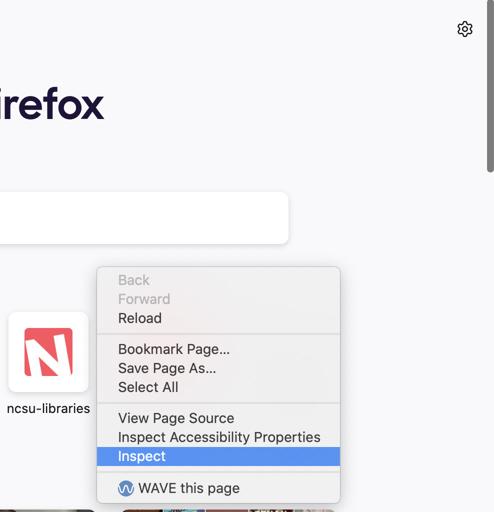 irefox
ncsu-libraries
Back
Forward
Reload
Bookmark Page...
Save Page As...
Select All
View Page Source
Inspect Accessibility Properties
Inspect
WAVE this page